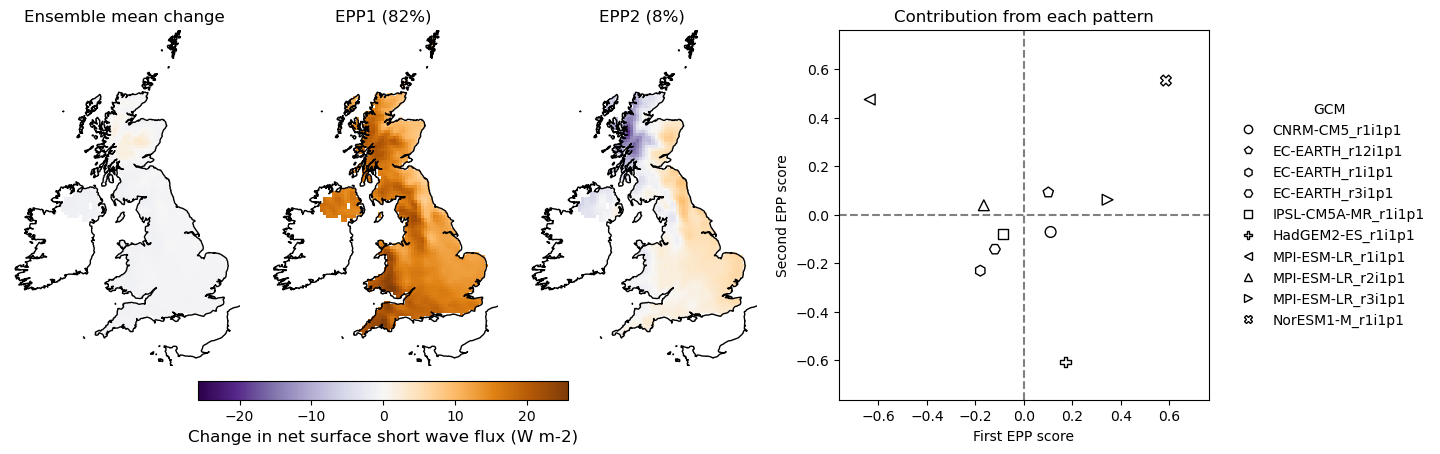 Ensemble mean change
EPP1 (82%)
EPP2 (8%)
Contribution from each pattern
−20
−10
0
10
20
Change in net surface short wave flux (W m-2)
Second EPP score
0.6
0.4
0.2
0.0
−0.2
−0.4
−0.6
−0.6
−0.4
−0.2
0.0
0.2
0.4
0.6
First EPP score
GCM
CNRM-CM5_r1i1p1
EC-EARTH_r12i1p1
EC-EARTH_r1i1p1
EC-EARTH_r3i1p1
IPSL-CM5A-MR_r1i1p1
HadGEM2-ES_r1i1p1
MPI-ESM-LR_r1i1p1
MPI-ESM-LR_r2i1p1
MPI-ESM-LR_r3i1p1
NorESM1-M_r1i1p1